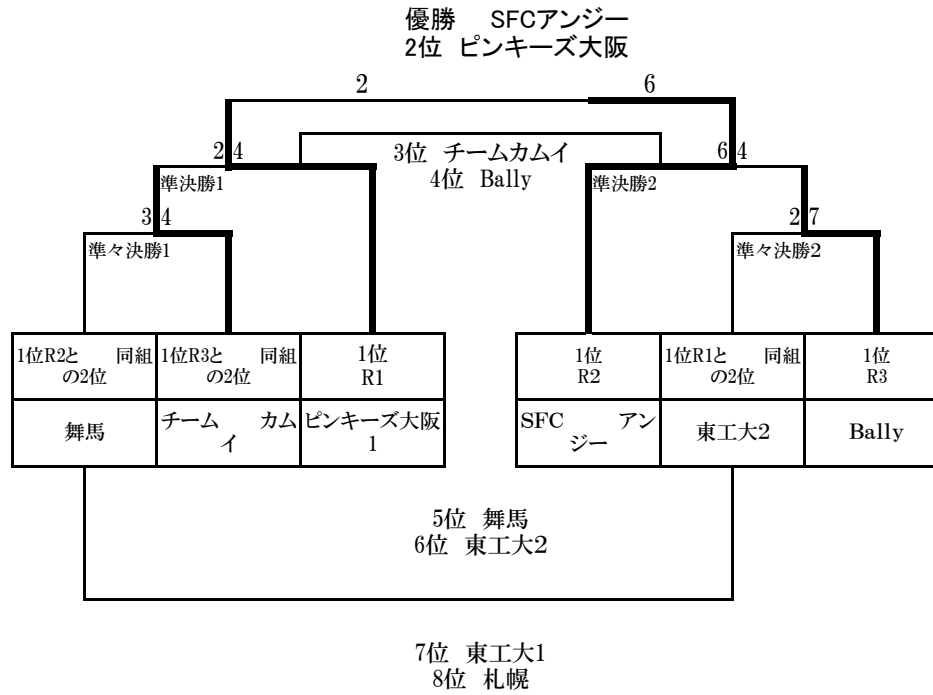 優勝 SFCアンジー
2位 ピンキーズ大阪
2 6
2 4
3位 チームカムイ
4位 Bally
6 4
準決勝1
準決勝2
3 4
2 7
準々決勝1
準々決勝2
1位R2と 同組
の2位
1位R3と 同組
の2位
1位
R1
1位
R2
1位R1と 同組
の2位
1位
R3
舞馬
チーム カム
イ
ピンキーズ大阪
1
SFC アン
ジー
東工大2
Bally
5位 舞馬
6位 東工大2
7位 東工大1
8位 札幌